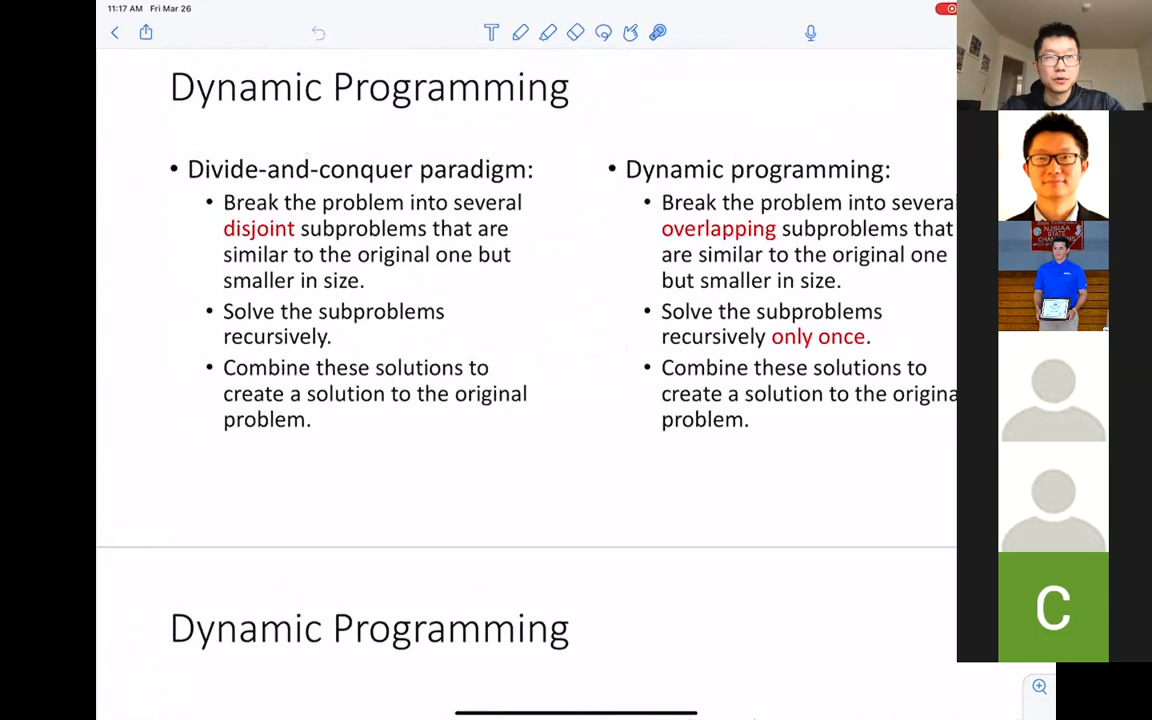 11:17 AM Fri Mar 26
T
Dynamic Programming
• Divide-and-conquer paradigm:
• Break the problem into several
disjoint subproblems that are
similar to the original one but
smaller in size.
• Solve the subproblems
recursively.
• Combine these solutions to
create a solution to the original
problem.
• Dynamic programming:
• Break the problem into several
overlapping subproblems that
are similar to the original one
but smaller in size.
• Solve the subproblems
recursively only once.
• Combine these solutions to
create a solution to the origina
problem.
Dynamic Programming
NJSIAA
STATE
C